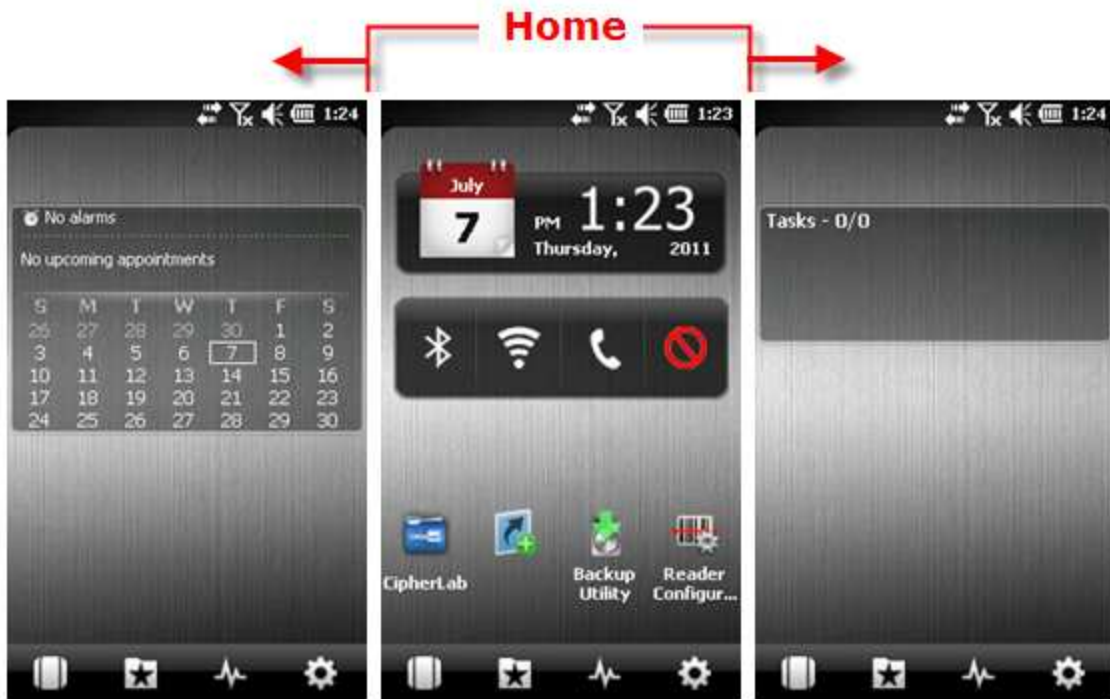 Home
1:24
No alarms
No upcoming appointments
S M T W T F S
26 27 28 29 30 1 2
3 4 5 6 7 8 9
10 11 12 13 14 15 16
17 18 19 20 21 22 23
24 25 26 27 28 29 30
1:23
July
7
PM 1:23
Thursday, 2011
CipherLab
Backup Utility
Reader Configur...
1:24
Tasks - 0/0